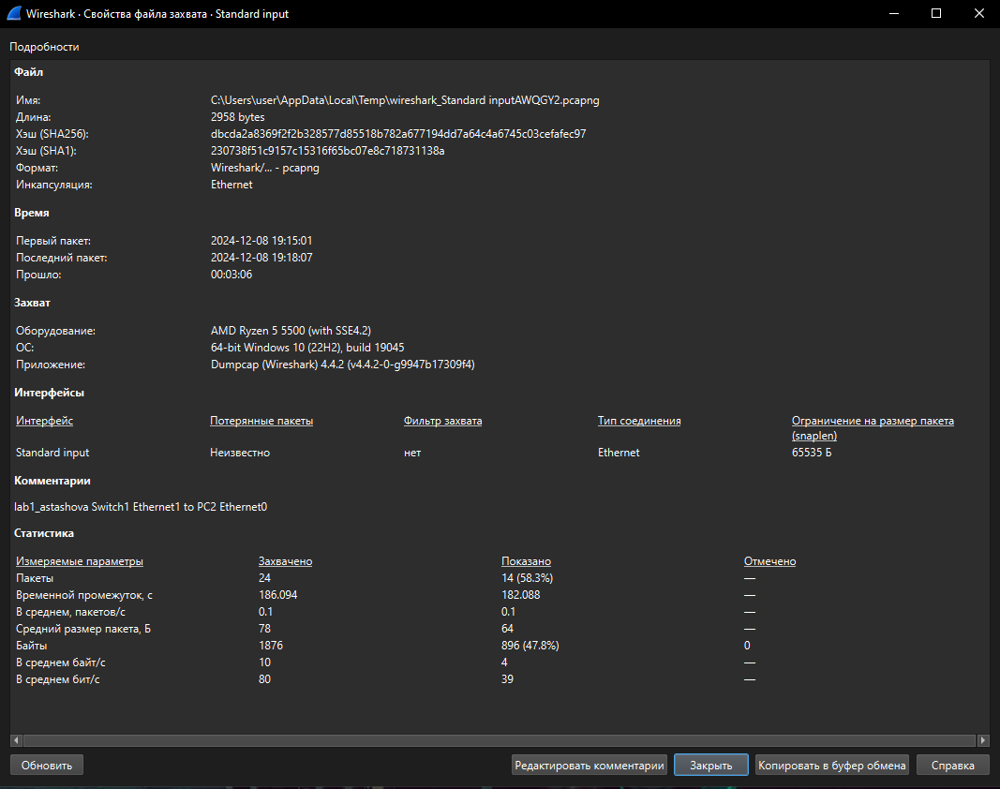 Wireshark · Свойства файла захвата · Standard input
Подробности
Файл
Имя: C:\Users\user\AppData\Local\Temp\wireshark_Standard inputAWQGY2.pcapng
Длина: 2958 bytes
Хэш (SHA256): dbcda2a8369f2f2b328577d85518b782a677194dd7a64c4a6745c03cefafec97
Хэш (SHA1): 230738f51c9157c15316f65bc07e8c718731138a
Формат: Wireshark/... - pcapng
Инкапсуляция: Ethernet
Время
Первый пакет: 2024-12-08 19:15:01
Последний пакет: 2024-12-08 19:18:07
Прошло: 00:03:06
Захват
Оборудование: AMD Ryzen 5 5500 (with SSE4.2)
ОС: 64-bit Windows 10 (22H2), build 19045
Приложение: Dumpcap (Wireshark) 4.4.2 (v4.4.2-0-g9947b17309f4)
Интерфейсы
Интерфейс Потерянные пакеты Фильтр захвата Тип соединения Ограничение на размер пакета
(snaplen)
Standard input Неизвестно нет Ethernet 65535 Б
Комментарии
lab1_astashova Switch1 Ethernet1 to PC2 Ethernet0
Статистика
Измеряемые параметры Захвачено Показано Отмечено
Пакеты 24 14 (58.3%) —
Временной промежуток, с 186.094 182.088 —
В среднем, пакетов/с 0.1 0.1 —
Средний размер пакета, Б 78 64 —
Байты 1876 896 (47.8%) 0
В среднем байт/с 10 4 —
В среднем бит/с 80 39 —
Обновить Редактировать комментарии Закрыть Копировать в буфер обмена Справка